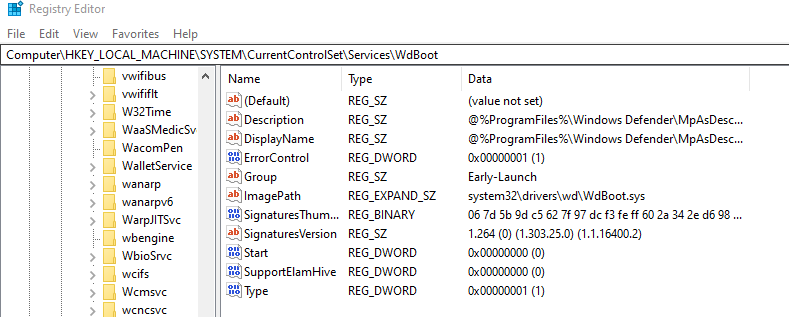 Registry Editor
File Edit View Favorites Help
Computer\HKEY_LOCAL_MACHINE\SYSTEM\CurrentControlSet\Services\WdBoot
vwifibus
vwififlt
W32Time
WaaSMedicSv
WacomPen
WalletService
wanarp
wanarpv6
WarpJITSvc
wbengine
WbioSrvc
wcifs
Wcmsvc
wcncsvc
Name Type Data
(Default) REG_SZ (value not set)
Description REG_SZ @%ProgramFiles%\Windows Defender\MpAsDesc...
DisplayName REG_SZ @%ProgramFiles%\Windows Defender\MpAsDesc...
ErrorControl REG_DWORD 0x00000001 (1)
Group REG_SZ Early-Launch
ImagePath REG_EXPAND_SZ system32\drivers\wd\WdBoot.sys
SignaturesThum... REG_BINARY 06 7d 5b 9d c5 62 7f 97 dc f3 fe ff 60 2a 34 2e d6 98 ...
SignaturesVersion REG_SZ 1.264 (0) (1.303.25.0) (1.1.16400.2)
Start REG_DWORD 0x00000000 (0)
SupportElamHive REG_DWORD 0x00000000 (0)
Type REG_DWORD 0x00000001 (1)